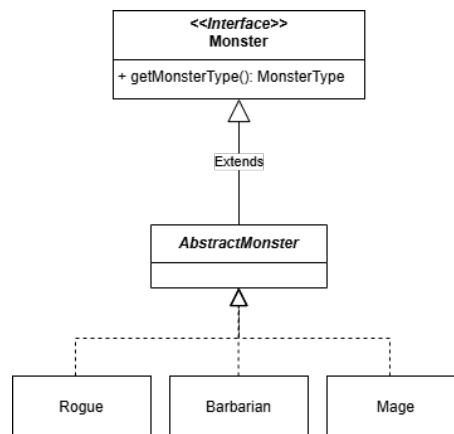 <<Interface>>
Monster
+ getMonsterType(): MonsterType
Extends
AbstractMonster
Rogue
Barbarian
Mage